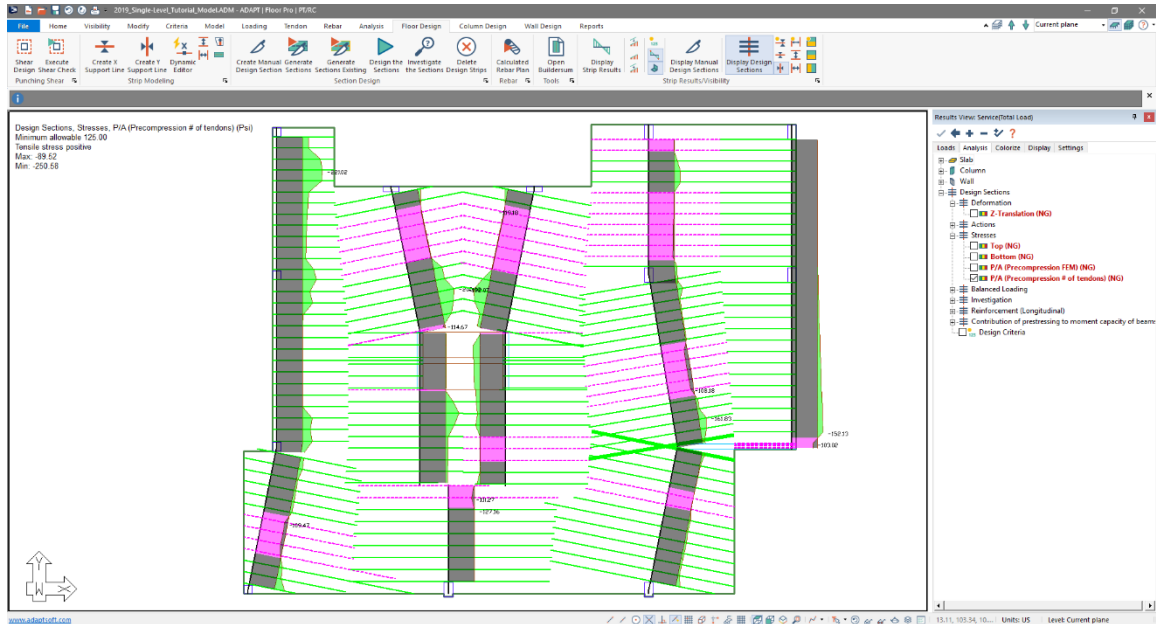 2019_Single-Level_Tutorial_Model.ADM - ADAPT | Floor Pro | PT/RC
File Home Visibility Modify Criteria Model Loading Tendon Rebar Analysis Floor Design Column Design Wall Design Reports
Current plane
Shear Design
Execute Shear Check
Create X Support Line
Create Y Support Line
Dynamic Editor
Create Manual Design Section
Generate Sections
Generate Sections Existing
Design the Sections
Investigate the Sections
Delete Design Strips
Calculated Rebar Plan
Open Buildersum
Display Strip Results
Display Manual Design Sections
Display Design Sections
Punching Shear
Strip Modeling
Section Design
Rebar
Tools
Strip Results/Visibility
Design Sections, Stresses, P/A (Precompression # of tendons) (Psi)
Minimum allowable 125.00
Tensile stress positive
Max: -89.52
Min: -250.58
-114.67
-152.13
-103.02
-127.16
Results View: Service(Total Load)
Loads Analysis Colorize Display Settings
Slab
Column
Wall
Design Sections
Deformation
Z-Translation (NG)
Actions
Stresses
Top (NG)
Bottom (NG)
P/A (Precompression FEM) (NG)
P/A (Precompression # of tendons) (NG)
Balanced Loading
Investigation
Reinforcement (Longitudinal)
Contribution of prestressing to moment capacity of beams
Design Criteria
Y
W X
www.adaptsoft.com
13.11, 103.34, 10.... Units: US Level: Current plane